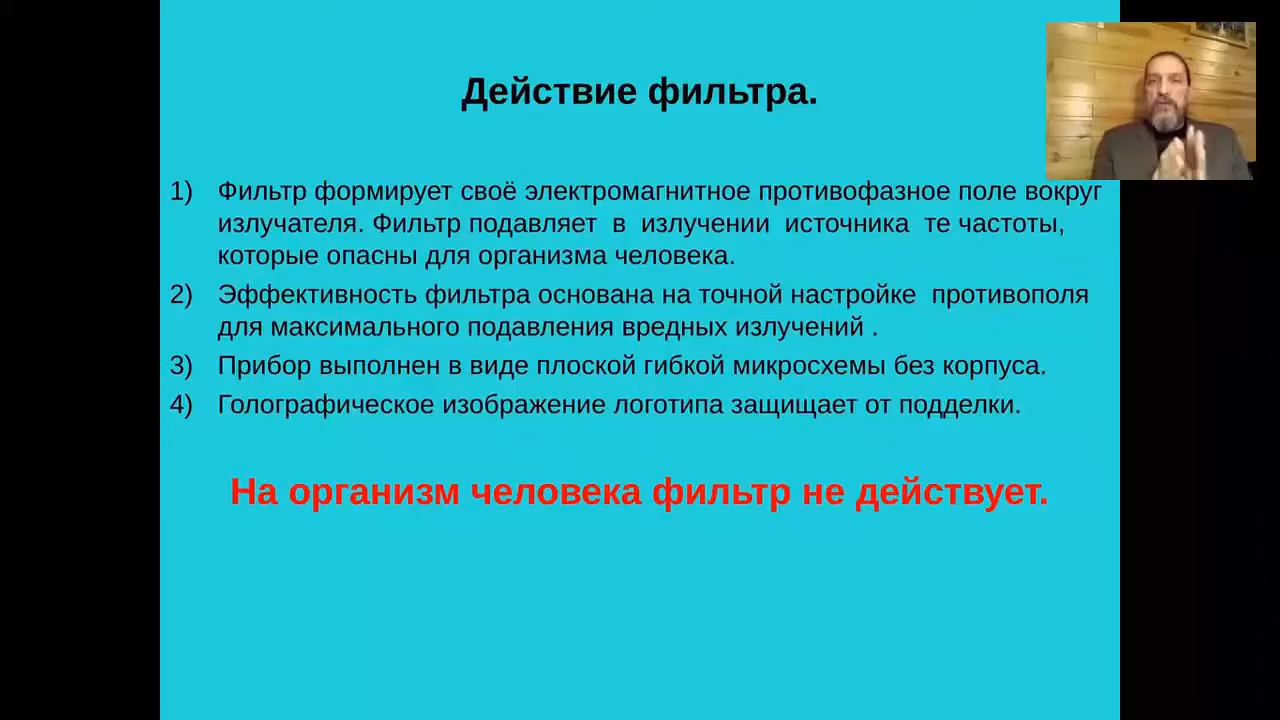 Действие фильтра.
1) Фильтр формирует своё электромагнитное противофазное поле вокруг
излучателя. Фильтр подавляет в излучении источника те частоты,
которые опасны для организма человека.
2) Эффективность фильтра основана на точной настройке противополя
для максимального подавления вредных излучений .
3) Прибор выполнен в виде плоской гибкой микросхемы без корпуса.
4) Голографическое изображение логотипа защищает от подделки.
На организм человека фильтр не действует.